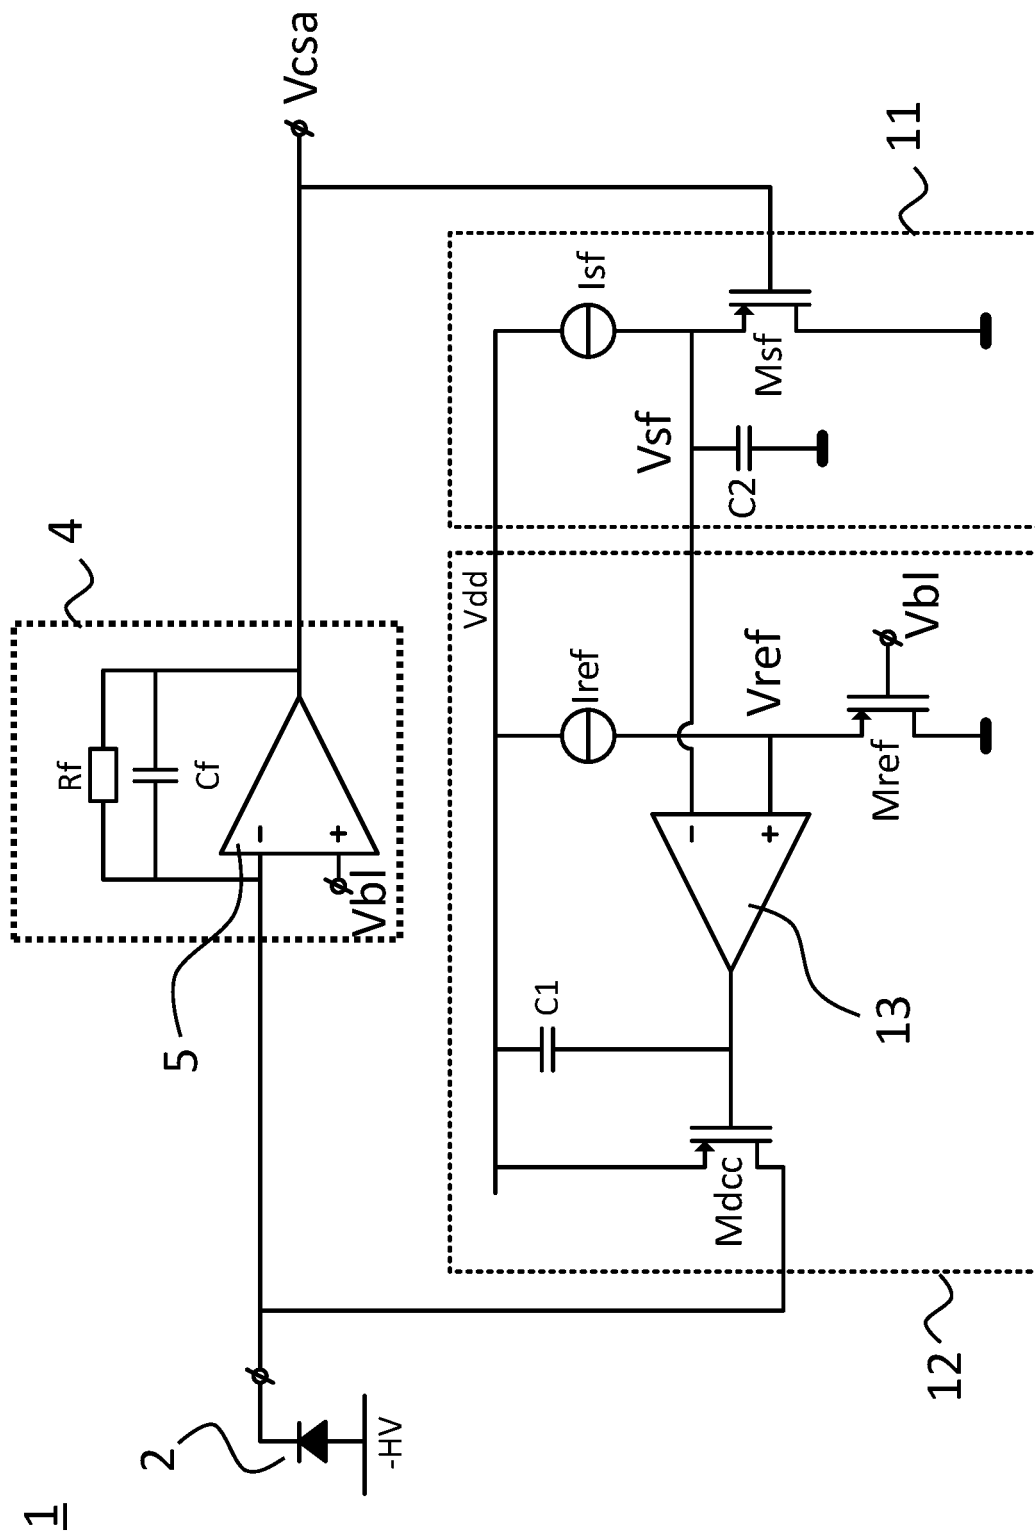 1
2
-HV
5
4
Rf
Cf
−
+
Vbl
Vcsa
12
Mdcc
C1
13
−
+
Vdd
Iref
Vref
Mref
Vbl
11
Vsf
C2
Isf
Msf